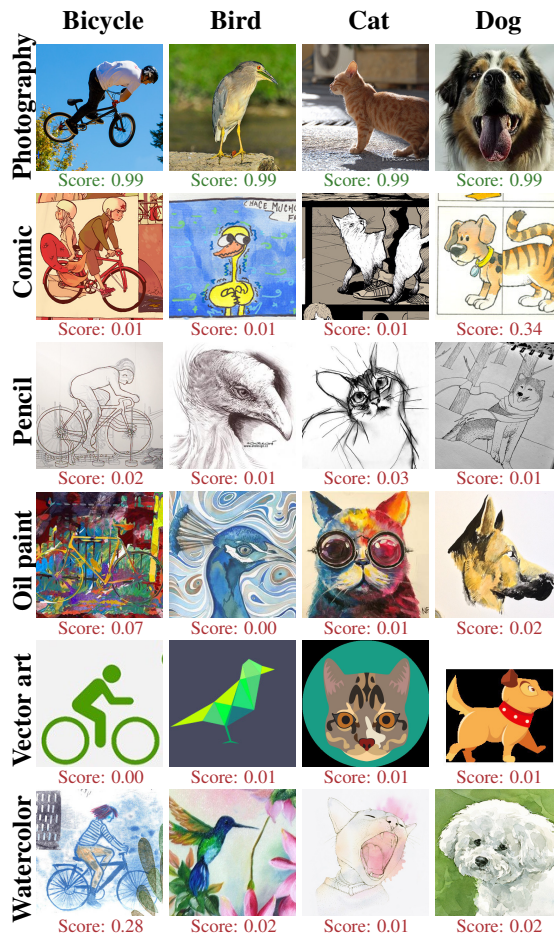 Bicycle Bird Cat Dog
Photography
Score: 0.99 Score: 0.99 Score: 0.99 Score: 0.99
Comic
HACE MUCHO
Score: 0.01 Score: 0.01 Score: 0.01 Score: 0.34
Pencil
Score: 0.02 Score: 0.01 Score: 0.03 Score: 0.01
Oil paint
Score: 0.07 Score: 0.00 Score: 0.01 Score: 0.02
Vector art
Score: 0.00 Score: 0.01 Score: 0.01 Score: 0.01
Watercolor
Score: 0.28 Score: 0.02 Score: 0.01 Score: 0.02